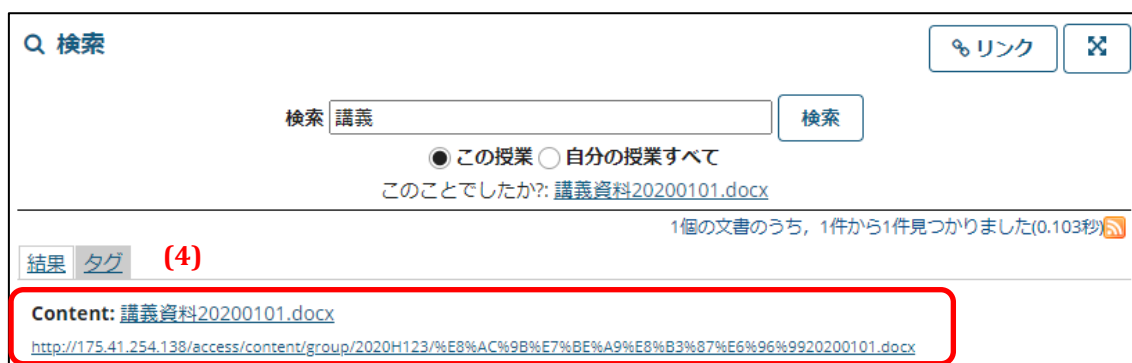 検索
リンク
検索 講義 検索
この授業 自分の授業すべて
このことでしたか?: 講義資料20200101.docx
1個の文書のうち, 1件から1件見つかりました(0.103秒)
結果 タグ (4)
Content: 講義資料20200101.docx
http://175.41.254.138/access/content/group/2020H123/%E8%AC%9B%E7%BE%A9%E8%B3%87%E6%96%9920200101.docx